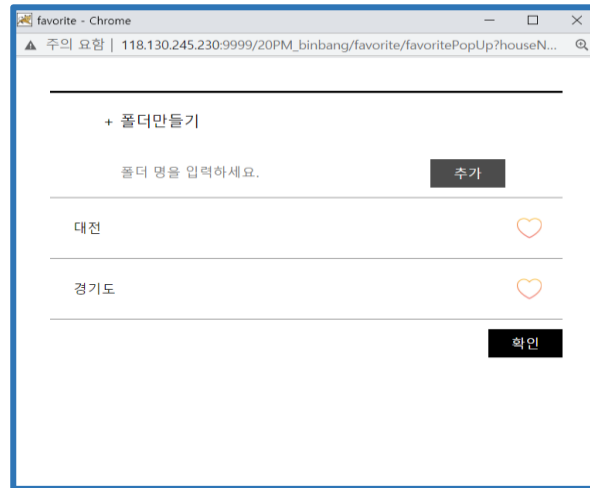 favorite - Chrome
주의 요함 | 118.130.245.230:9999/20PM_binbang/favorite/favoritePopUp?houseN...
+ 폴더만들기
폴더 명을 입력하세요.
추가
대전
경기도
확인